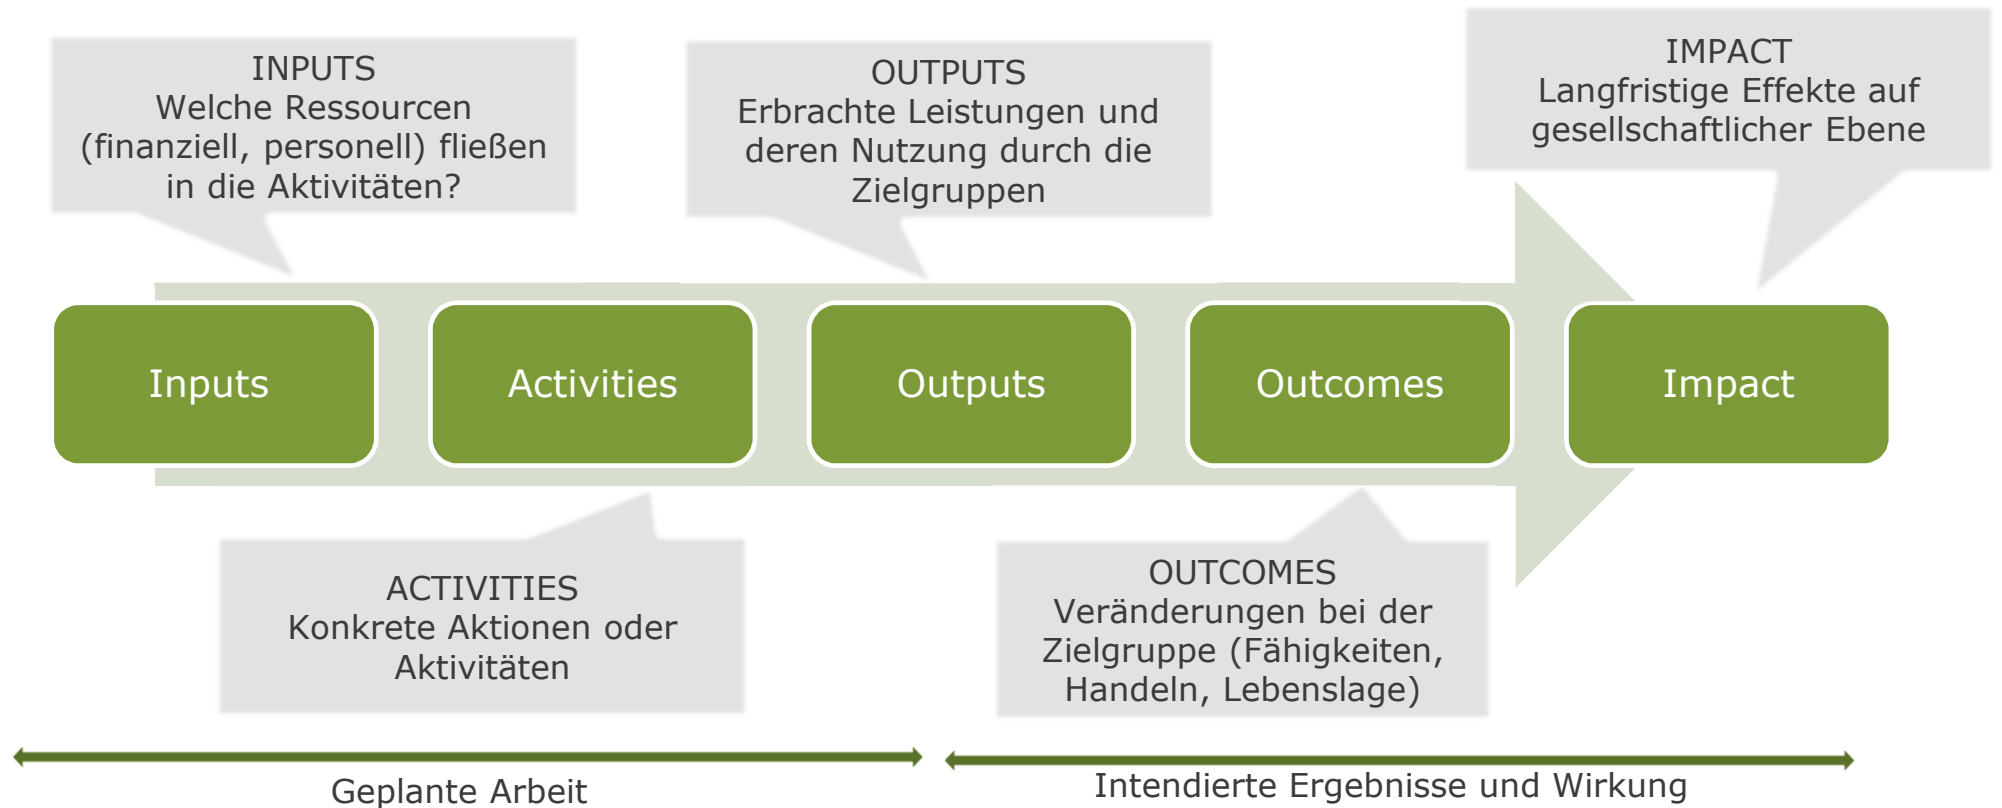 INPUTS
Welche Ressourcen
(finanziell, personell) fließen
in die Aktivitäten?
OUTPUTS
Erbrachte Leistungen und
deren Nutzung durch die
Zielgruppen
IMPACT
Langfristige Effekte auf
gesellschaftlicher Ebene
Inputs
Activities
Outputs
Outcomes
Impact
ACTIVITIES
Konkrete Aktionen oder
Aktivitäten
OUTCOMES
Veränderungen bei der
Zielgruppe (Fähigkeiten,
Handeln, Lebenslage)
Geplante Arbeit
Intendierte Ergebnisse und Wirkung